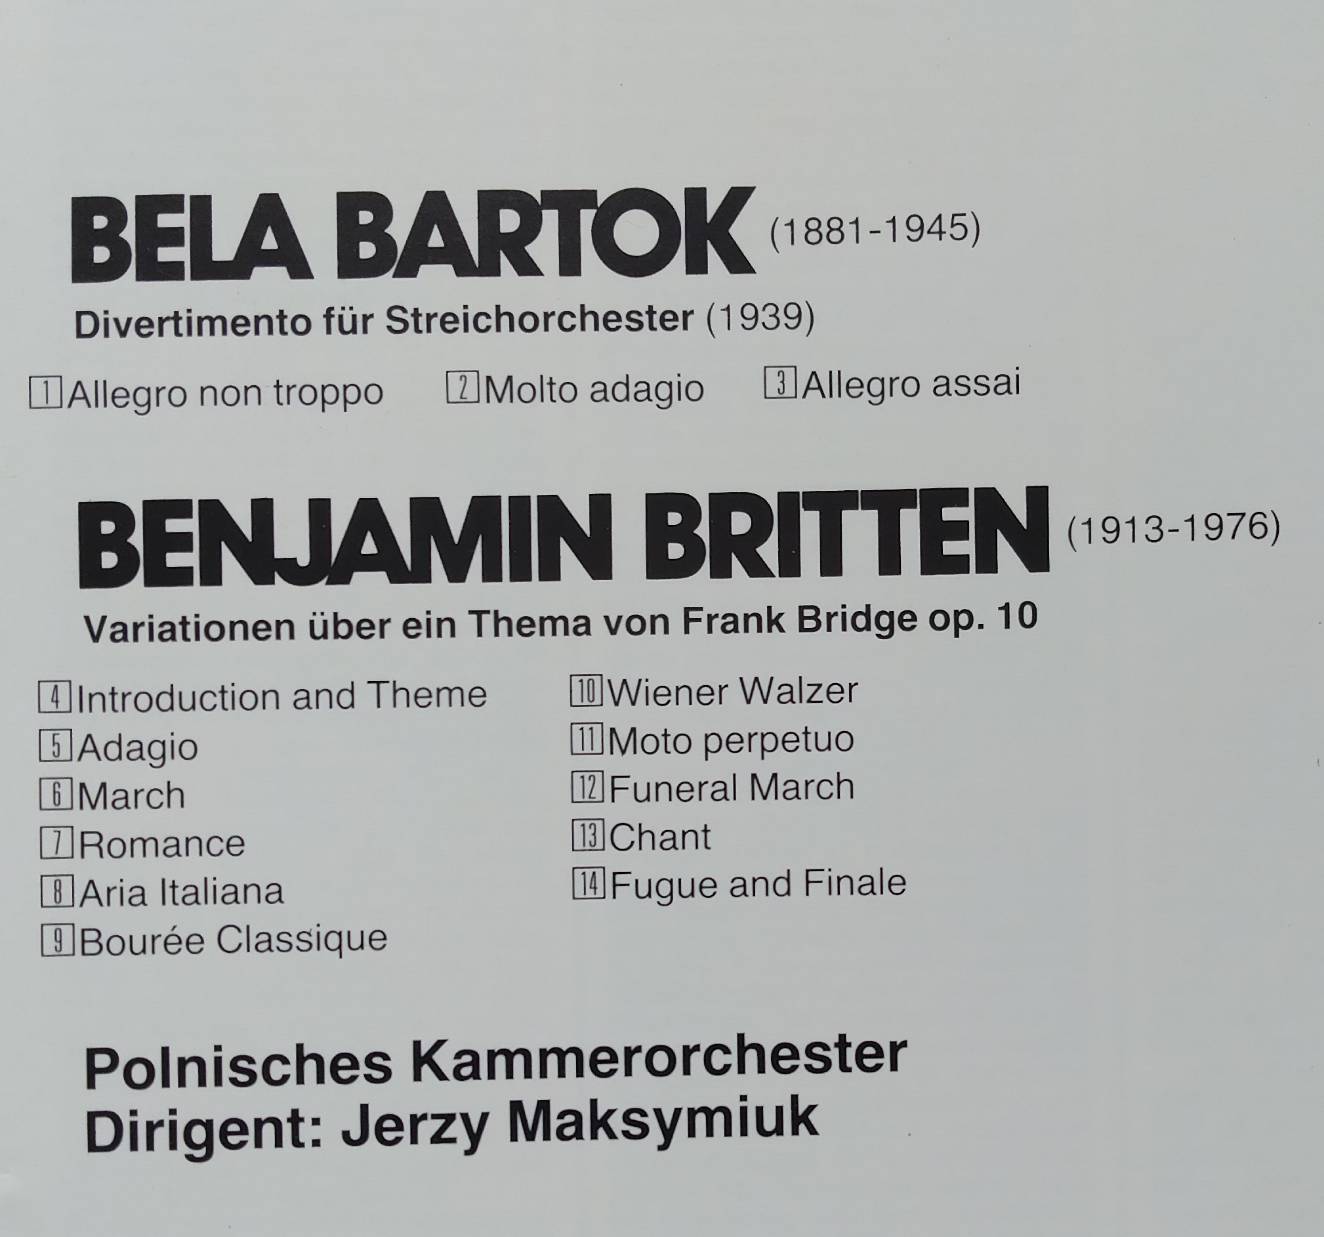 BELA BARTOK (1881-1945)
Divertimento für Streichorchester (1939)
1 Allegro non troppo 2 Molto adagio 3 Allegro assai
BENJAMIN BRITTEN (1913-1976)
Variationen über ein Thema von Frank Bridge op. 10
4 Introduction and Theme
5 Adagio
6 March
7 Romance
8 Aria Italiana
9 Bourée Classique
10 Wiener Walzer
11 Moto perpetuo
12 Funeral March
13 Chant
14 Fugue and Finale
Polnisches Kammerorchester
Dirigent: Jerzy Maksymiuk